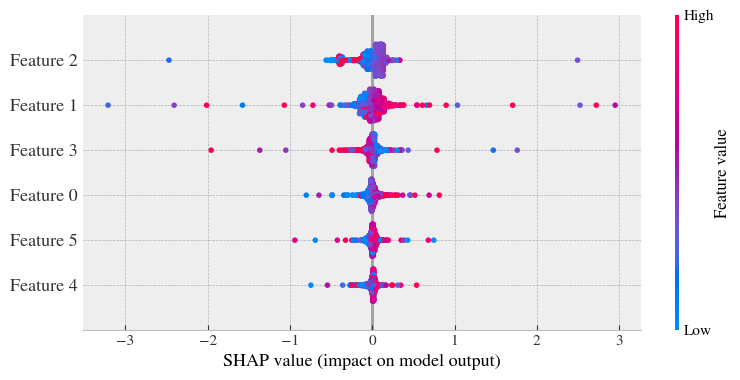 High
Feature 2
Feature 1
Feature 3
Feature 0
Feature 5
Feature 4
Feature value
Low
−3 −2 −1 0 1 2 3
SHAP value (impact on model output)